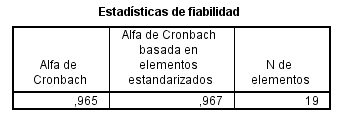 Estadísticas de fiabilidad
Alfa de
Cronbach
Alfa de Cronbach
basada en
elementos
estandarizados
N de
elementos
,965
,967
19